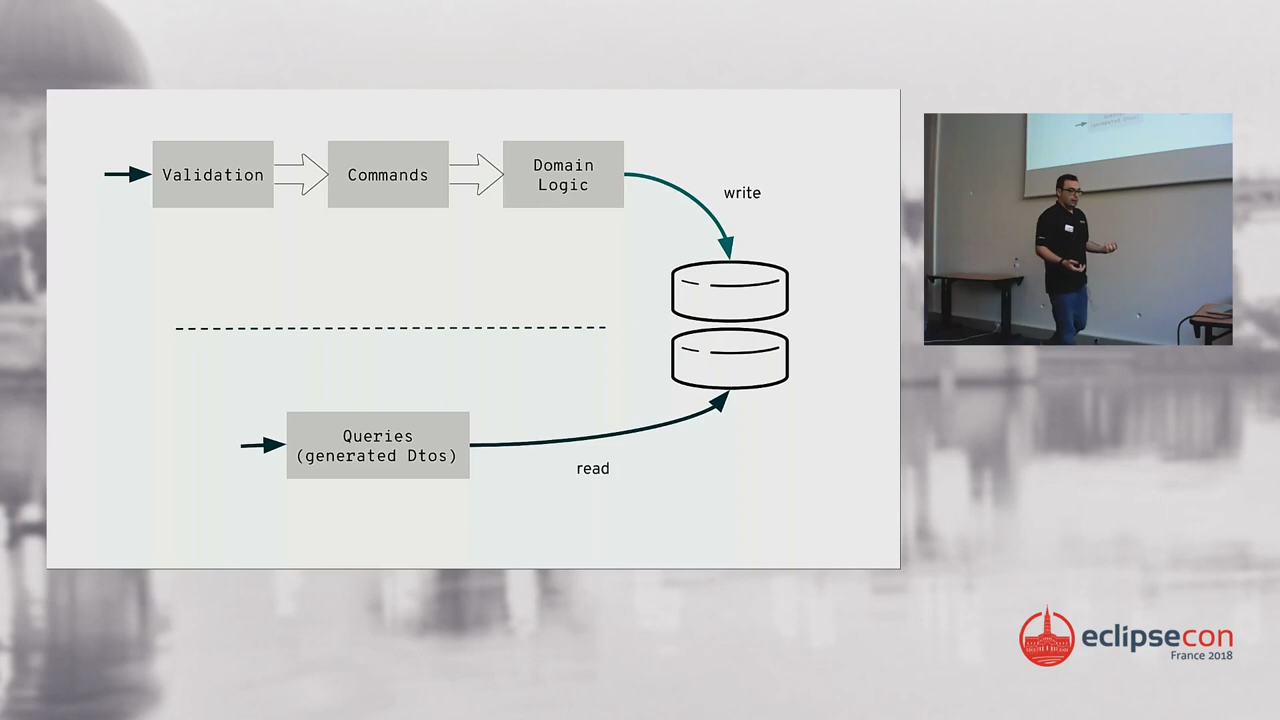 Validation
Commands
Domain
Logic
write
Queries
(generated Dtos)
read
eclipsecon
France 2018